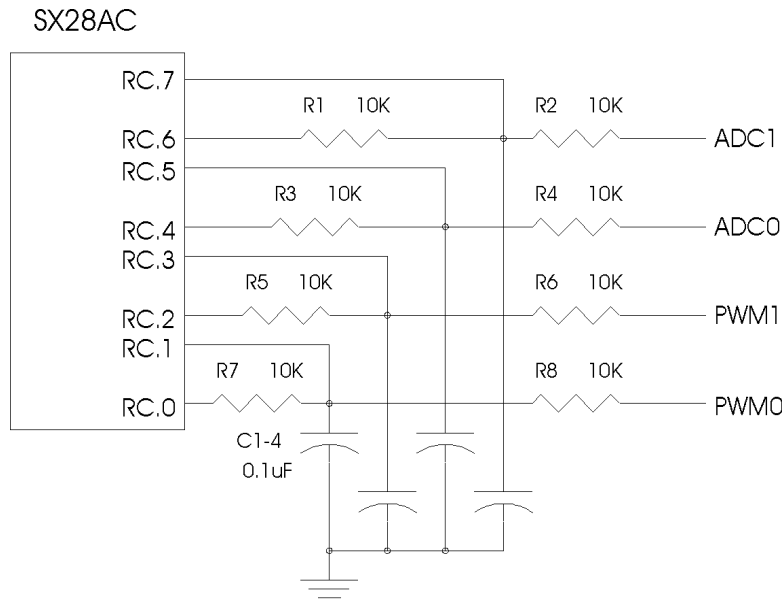 SX28AC
RC.7
R1 10K
R2 10K
RC.6
ADC1
RC.5
R3 10K
R4 10K
RC.4
ADC0
RC.3
R5 10K
R6 10K
RC.2
PWM1
RC.1
R7 10K
R8 10K
RC.0
PWM0
C1-4
0.1uF